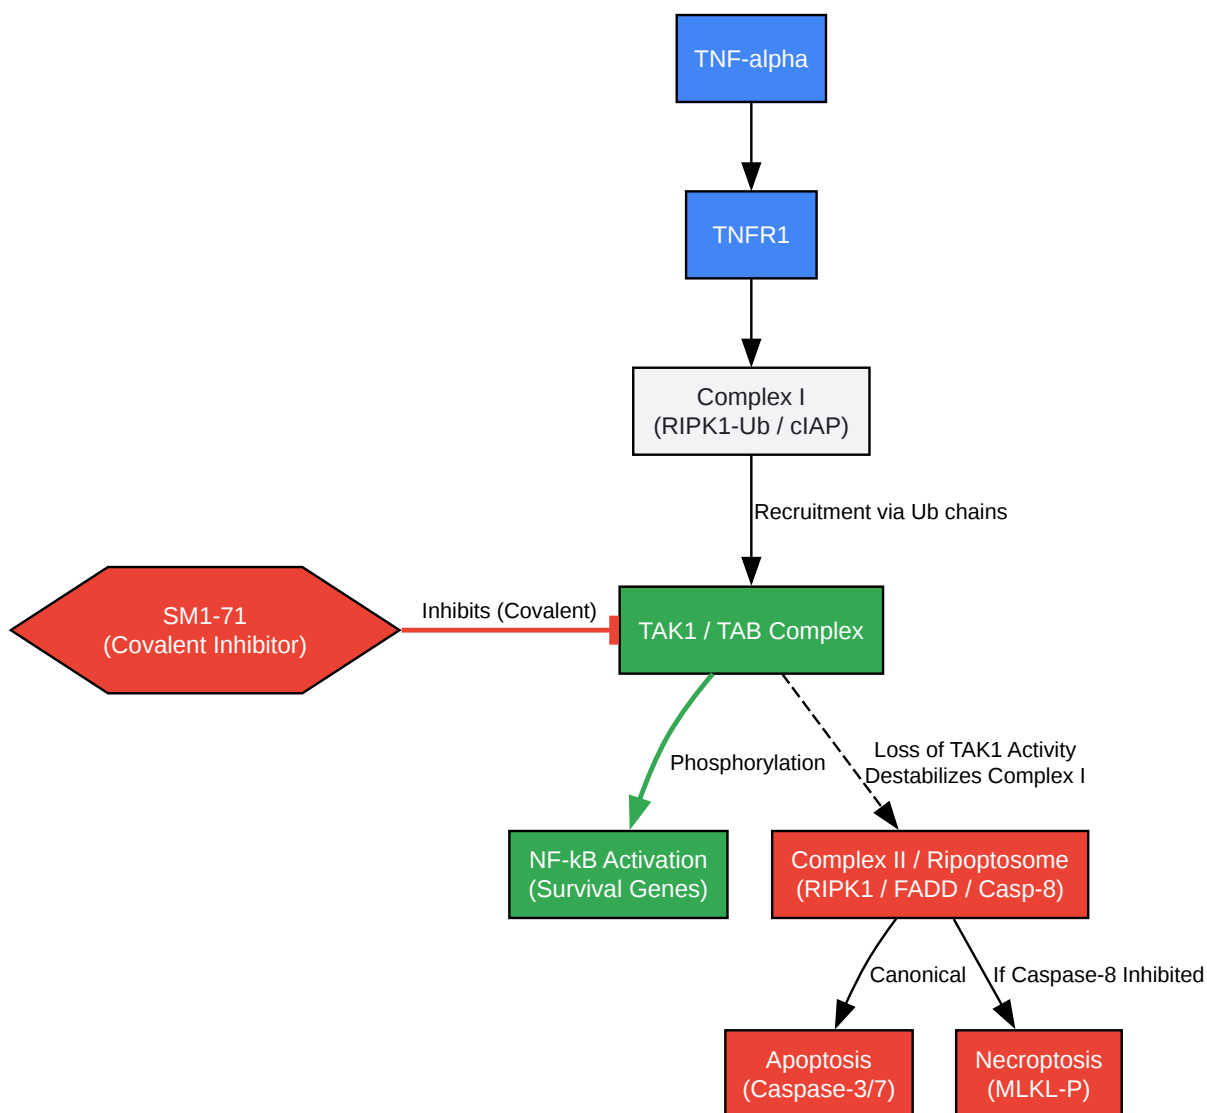 TNF-alpha
TNFR1
Complex I
(RIPK1-Ub / cIAP)
Recruitment via Ub chains
SM1-71
(Covalent Inhibitor)
Inhibits (Covalent)
TAK1 / TAB Complex
Phosphorylation
Loss of TAK1 Activity
Destabilizes Complex I
NF-kB Activation
(Survival Genes)
Complex II / Ripoptosome
(RIPK1 / FADD / Casp-8)
Canonical
If Caspase-8 Inhibited
Apoptosis
(Caspase-3/7)
Necroptosis
(MLKL-P)